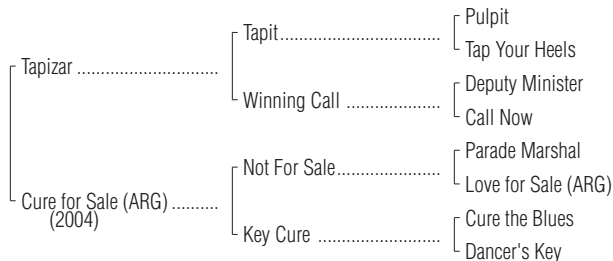 Pulpit
Tapit..............................
Tap Your Heels
Tapizar ...........................
Deputy Minister
Winning Call .................
Call Now
Parade Marshal
Not For Sale...................
Love for Sale (ARG)
Cure for Sale (ARG) .........
(2004)
Cure the Blues
Key Cure ......................
Dancer's Key